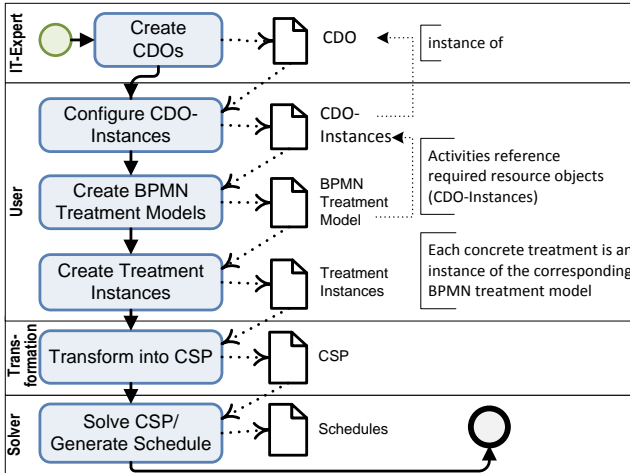 IT-Expert
Create
CDOs
CDO
instance of
User
Configure CDO-
Instances
CDO-
Instances
Activities reference
required resource objects
(CDO-Instances)
Create BPMN
Treatment Models
BPMN
Treatment
Model
Create Treatment
Instances
Treatment
Instances
Each concrete treatment is an
instance of the corresponding
BPMN treatment model
Trans-
formation
Transform into CSP
CSP
Solver
Solve CSP/
Generate Schedule
Schedules